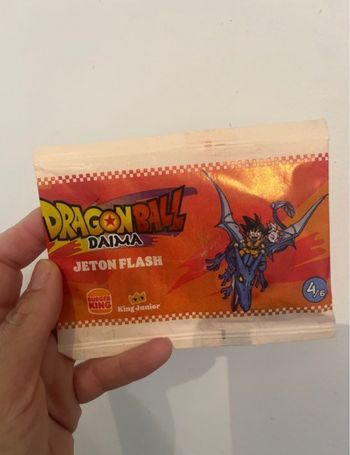 DRAGON BALL
DAIMA
JETON FLASH
BURGER
KING
King Junior
4/6